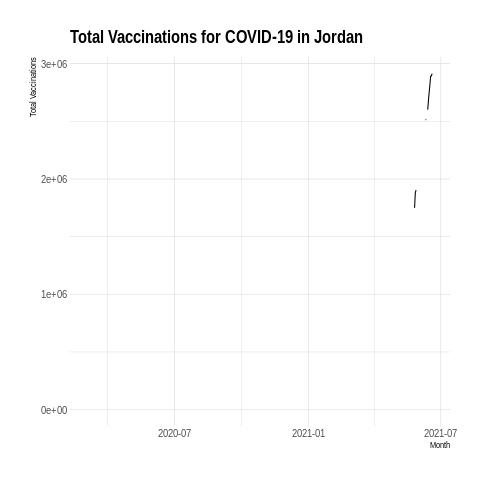 Total Vaccinations for COVID-19 in Jordan
Total Vaccinations
3e+06
2e+06
1e+06
0e+00
2020-07
2021-01
2021-07
Month